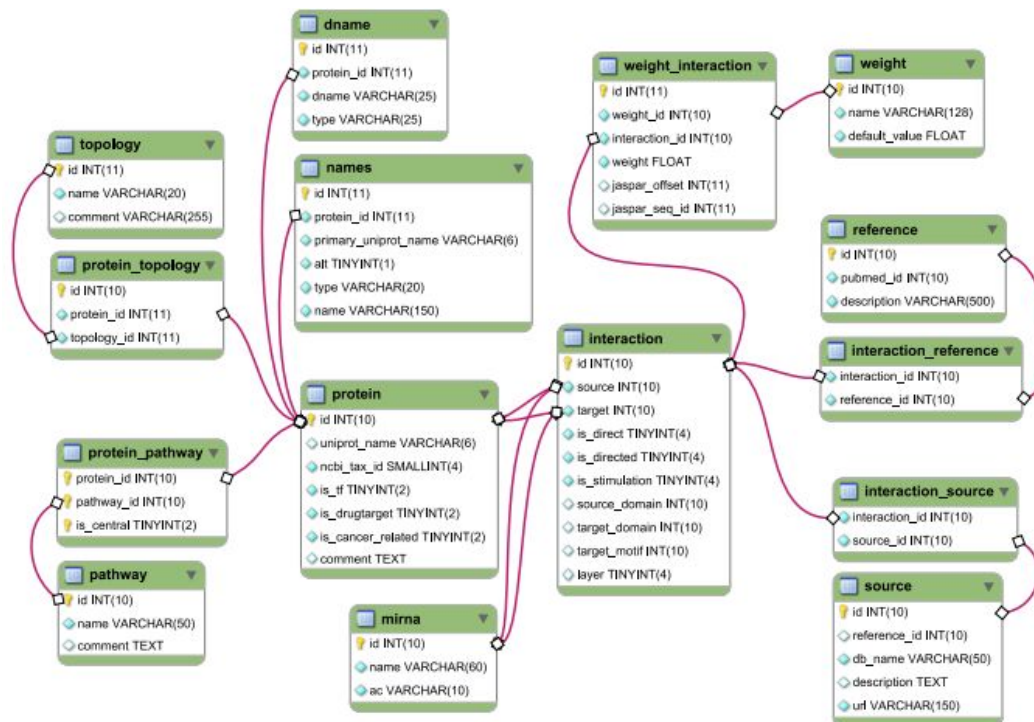 dname
id INT(11)
protein_id INT(11)
dname VARCHAR(25)
type VARCHAR(25)
topology
id INT(11)
name VARCHAR(20)
comment VARCHAR(255)
names
id INT(11)
protein_id INT(11)
primary_uniprot_name VARCHAR(6)
alt TINYINT(1)
type VARCHAR(20)
name VARCHAR(150)
protein_topology
id INT(10)
protein_id INT(11)
topology_id INT(11)
protein
id INT(10)
uniprot_name VARCHAR(6)
ncbi_tax_id SMALLINT(4)
is_tf TINYINT(2)
is_drugtarget TINYINT(2)
is_cancer_related TINYINT(2)
comment TEXT
protein_pathway
protein_id INT(10)
pathway_id INT(10)
is_central TINYINT(2)
pathway
id INT(10)
name VARCHAR(50)
comment TEXT
mirna
id INT(10)
name VARCHAR(60)
ac VARCHAR(10)
weight_interaction
id INT(11)
weight_id INT(10)
interaction_id INT(10)
weight FLOAT
jaspar_offset INT(11)
jaspar_seq_id INT(11)
weight
id INT(10)
name VARCHAR(128)
default_value FLOAT
reference
id INT(10)
pubmed_id INT(10)
description VARCHAR(500)
interaction
id INT(10)
source INT(10)
target INT(10)
is_direct TINYINT(4)
is_directed TINYINT(4)
is_stimulation TINYINT(4)
source_domain INT(10)
target_domain INT(10)
target_motif INT(10)
layer TINYINT(4)
interaction_reference
interaction_id INT(10)
reference_id INT(10)
interaction_source
interaction_id INT(10)
source_id INT(10)
source
id INT(10)
reference_id INT(10)
db_name VARCHAR(50)
description TEXT
url VARCHAR(150)